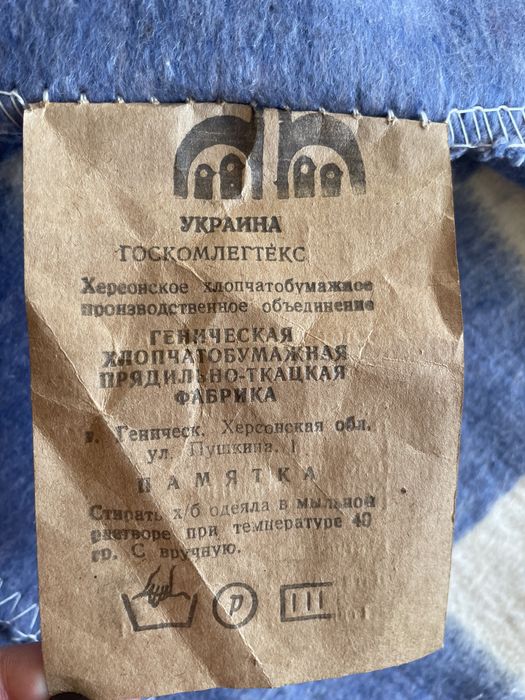 УКРАИНА
ГОСКОМЛЕГТЕКС
Херсонское хлопчатобумажное
производственное объединение
ГЕНИЧЕСКАЯ
ХЛОПЧАТОБУМАЖНАЯ
ПРЯДИЛЬНО-ТКАЦКАЯ
ФАБРИКА
г. Геническ, Херсонская обл.
ул. Пушкина, 1
ПАМЯТКА
Стирать х/б одеяла в мыльной
растворе при температуре 40
гр. С вручную.
P